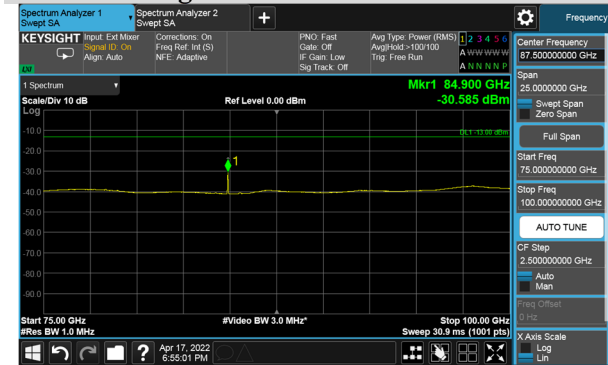 Spectrum Analyzer 1
Swept SA
Spectrum Analyzer 2
Swept SA
Frequency
KEYSIGHT
Input: Ext Mixer
Signal ID: On
Align: Auto
Corrections: On
Freq Ref: Int (S)
NFE: Adaptive
PNO: Fast
Gate: Off
IF Gain: Low
Sig Track: Off
Avg Type: Power (RMS)
Avg|Hold:>100/100
Trig: Free Run
1 2 3 4 5 6
A W W W W W
A N N N N P
LXI
1 Spectrum
Scale/Div 10 dB
Ref Level 0.00 dBm
Mkr1 84.900 GHz
-30.585 dBm
Log
DL1 -13.00 dBm
1
-10.0
-20.0
-30.0
-40.0
-50.0
-60.0
-70.0
-80.0
-90.0
Start 75.00 GHz
#Res BW 1.0 MHz
#Video BW 3.0 MHz*
Stop 100.00 GHz
Sweep 30.9 ms (1001 pts)
Center Frequency
87.500000000 GHz
Span
25.0000000 GHz
Swept Span
Zero Span
Full Span
Start Freq
75.000000000 GHz
Stop Freq
100.000000000 GHz
AUTO TUNE
CF Step
2.500000000 GHz
Auto
Man
Freq Offset
0 Hz
X Axis Scale
Log
Lin
?
Apr 17, 2022
6:55:01 PM